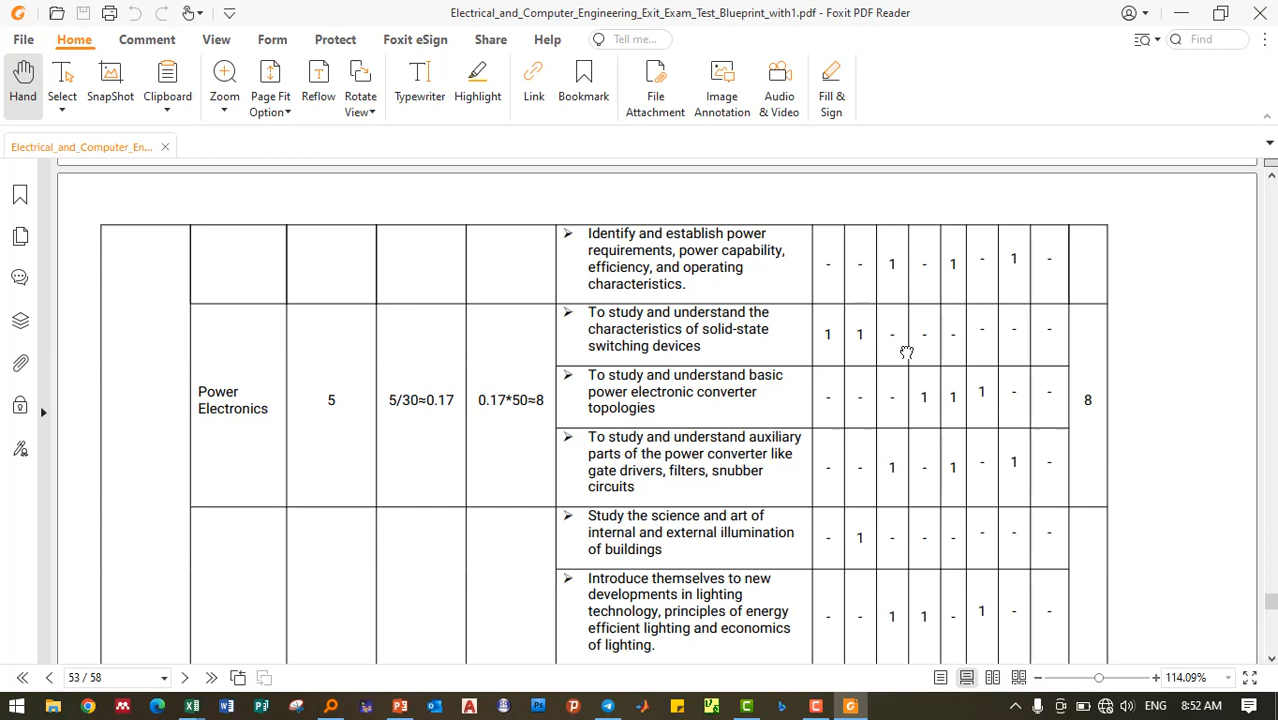 Electrical_and_Computer_Engineering_Exit_Exam_Test_Blueprint_with1.pdf - Foxit PDF Reader
File Home Comment View Form Protect Foxit eSign Share Help Tell me... Find
Hand Select SnapShot Clipboard Zoom Page Fit Option Reflow Rotate View Typewriter Highlight Link Bookmark File Attachment Image Annotation Audio & Video Fill & Sign
Electrical_and_Computer_En...
Identify and establish power
requirements, power capability,
efficiency, and operating
characteristics.
- - 1 - 1 - 1 -
Power
Electronics
5
5/30≈0.17
0.17*50≈8
To study and understand the
characteristics of solid-state
switching devices
1 1 - - - - - -
To study and understand basic
power electronic converter
topologies
- - - 1 1 1 - -
8
To study and understand auxiliary
parts of the power converter like
gate drivers, filters, snubber
circuits
- - 1 - 1 - 1 -
Study the science and art of
internal and external illumination
of buildings
- 1 - - - - - -
Introduce themselves to new
developments in lighting
technology, principles of energy
efficient lighting and economics
of lighting.
- - 1 1 - 1 - -
53 / 58
114.09%
ENG 8:52 AM